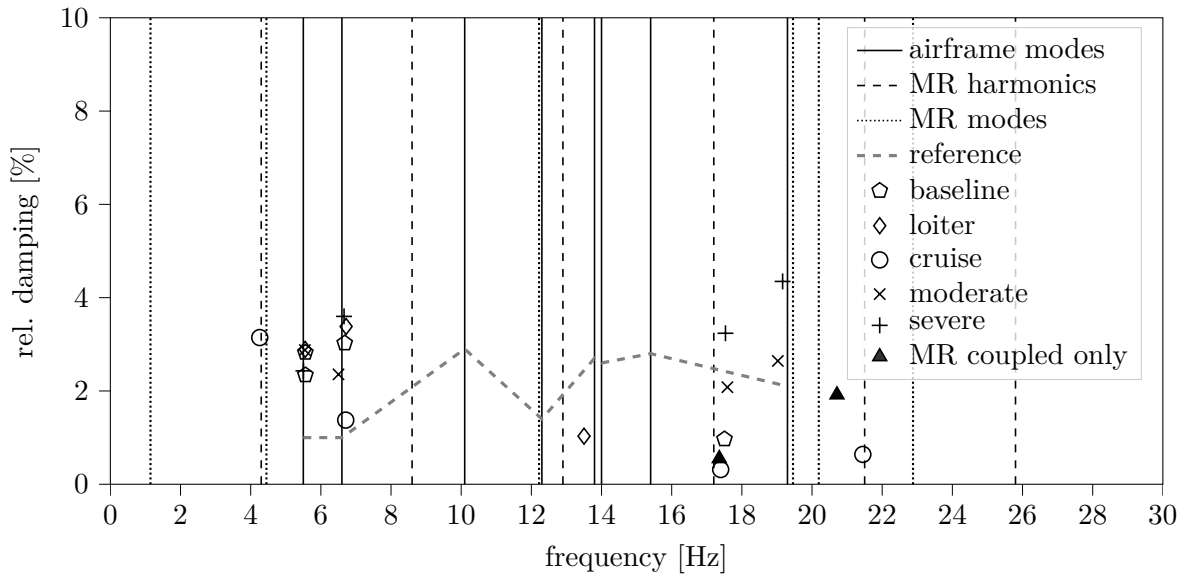 10
8
6
4
2
0
rel. damping [%]
0 2 4 6 8 10 12 14 16 18 20 22 24 26 28 30
frequency [Hz]
airframe modes
MR harmonics
MR modes
reference
baseline
loiter
cruise
moderate
severe
MR coupled only